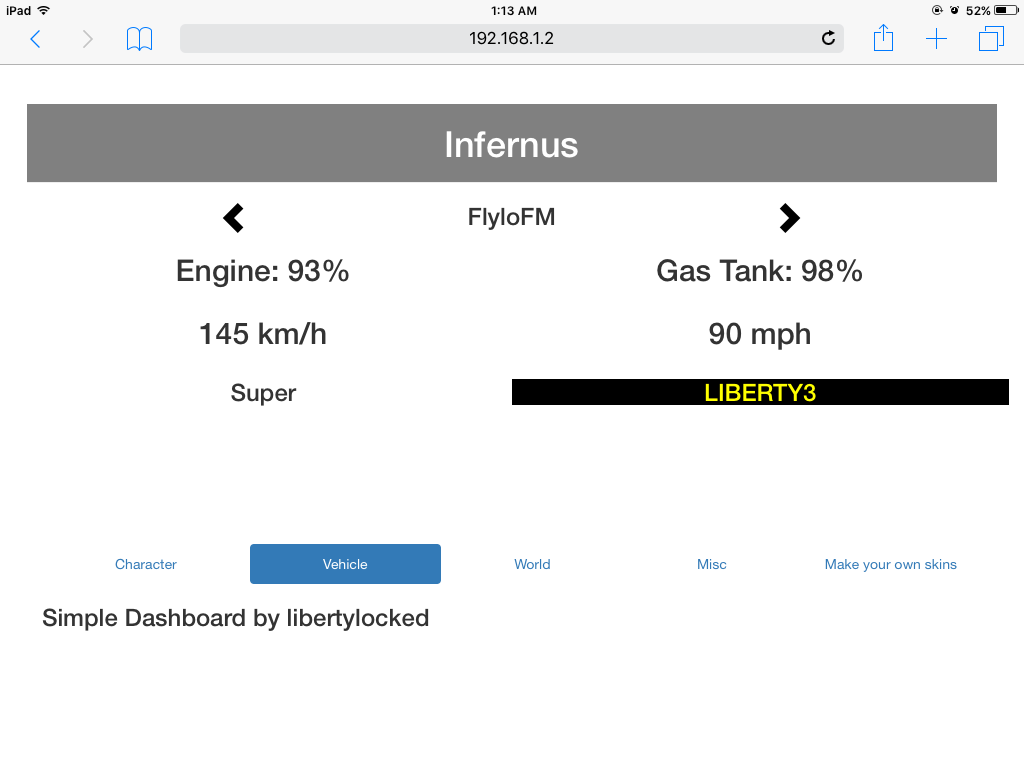 iPad 1:13 AM 52%
192.168.1.2
Infernus
FlyloFM
Engine: 93% Gas Tank: 98%
145 km/h 90 mph
Super LIBERTY3
Character Vehicle World Misc Make your own skins
Simple Dashboard by libertylocked